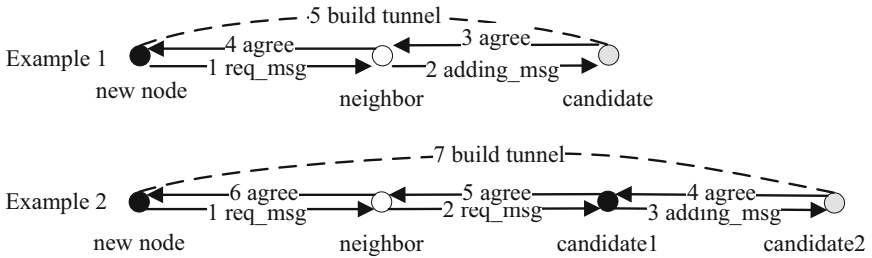 5 build tunnel
4 agree
3 agree
Example 1
1 req_msg
2 adding_msg
new node
neighbor
candidate
7 build tunnel
6 agree
5 agree
4 agree
Example 2
1 req_msg
2 req_msg
3 adding_msg
new node
neighbor
candidate1
candidate2